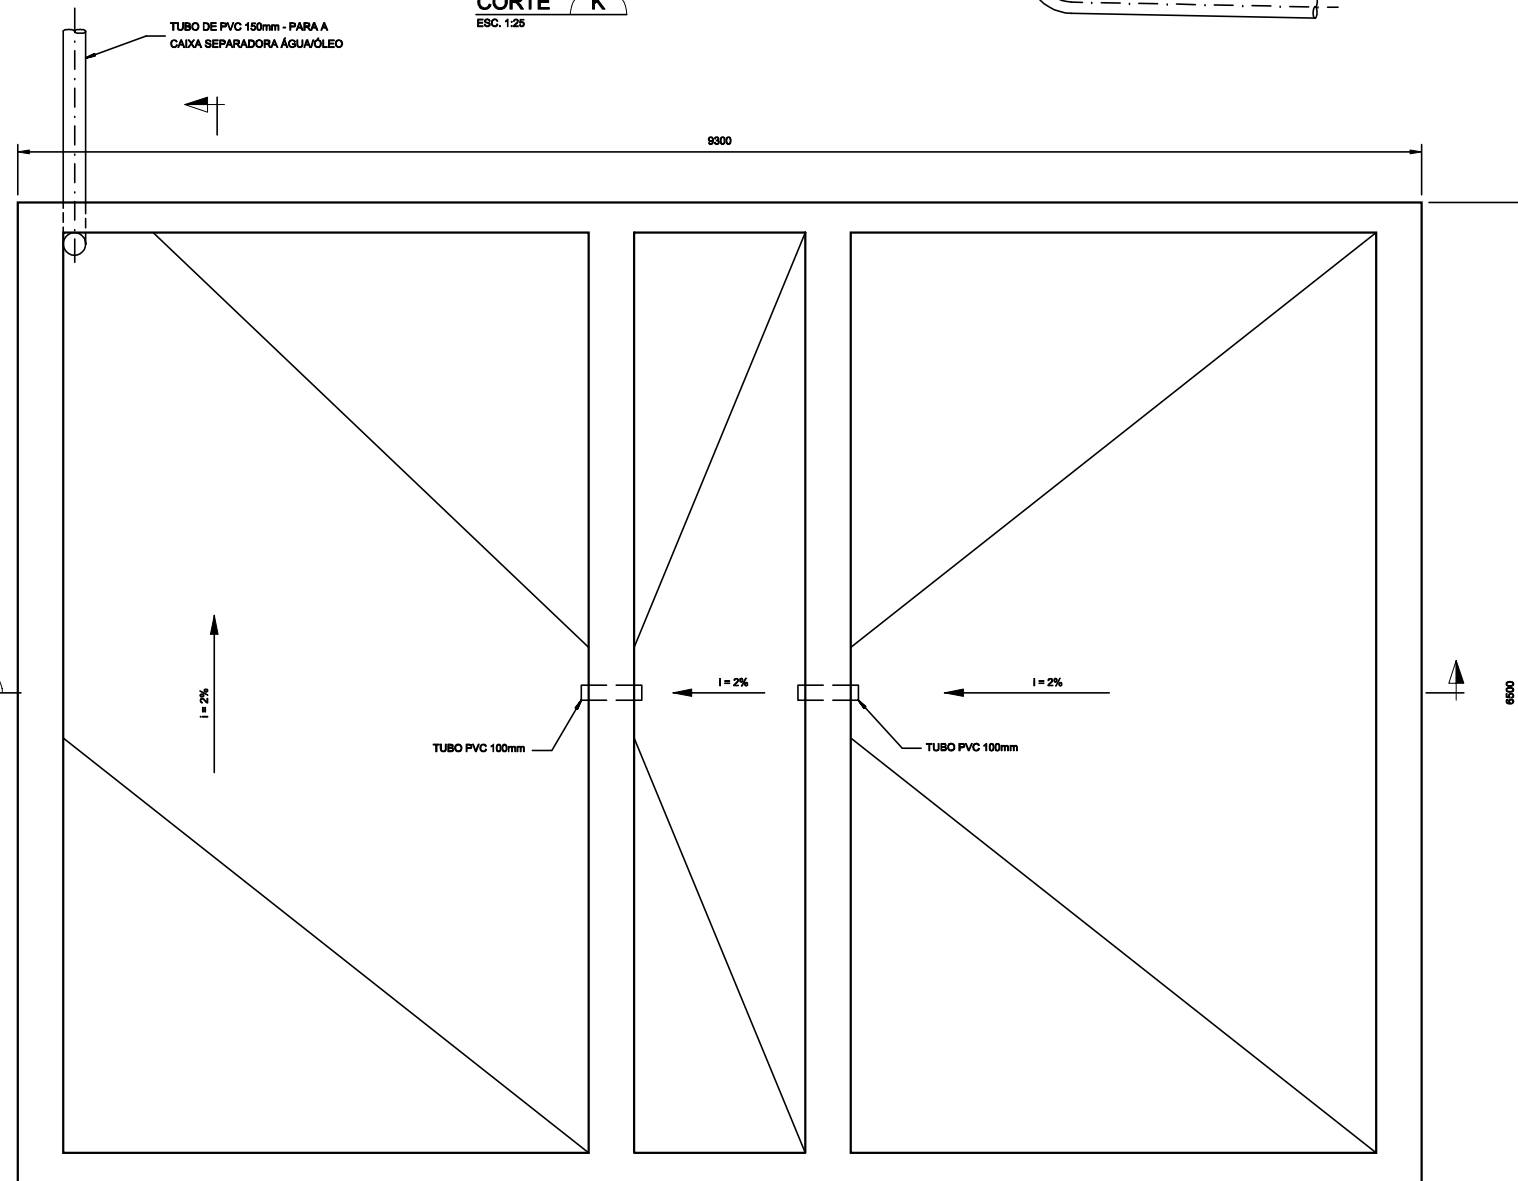 CORTE K
ESC. 1:25
TUBO DE PVC 150mm - PARA A
CAIXA SEPARADORA ÁGUA/ÓLEO
9300
i = 2%
i = 2%
i = 2%
6500
TUBO PVC 100mm
TUBO PVC 100mm